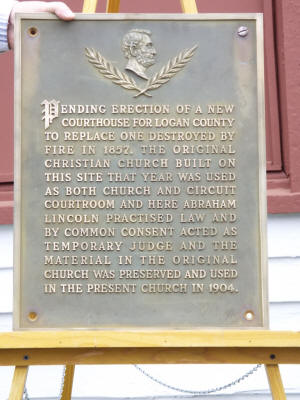 PENDING ERECTION OF A NEW
COURTHOUSE FOR LOGAN COUNTY
TO REPLACE ONE DESTROYED BY
FIRE IN 1857. THE ORIGINAL
CHRISTIAN CHURCH BUILT ON
THIS SITE THAT YEAR WAS USED
AS BOTH CHURCH AND CIRCUIT
COURTROOM AND HERE ABRAHAM
LINCOLN PRACTISED LAW AND
BY COMMON CONSENT ACTED AS
TEMPORARY JUDGE AND THE
MATERIAL IN THE ORIGINAL
CHURCH WAS PRESERVED AND USED
IN THE PRESENT CHURCH IN 1904.